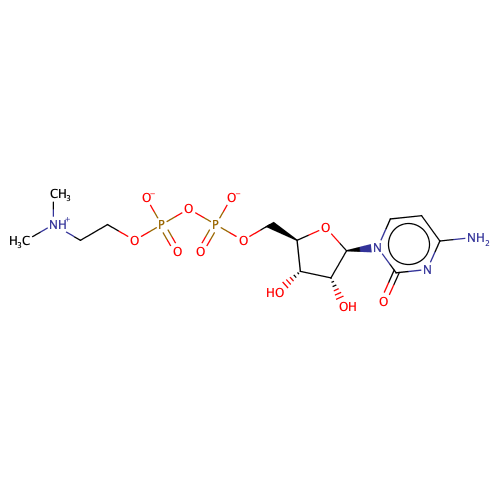 CH₃
O⁻ O⁻
H₃C NH⁺ P O P O N NH₂
O O O O N
HO OH O